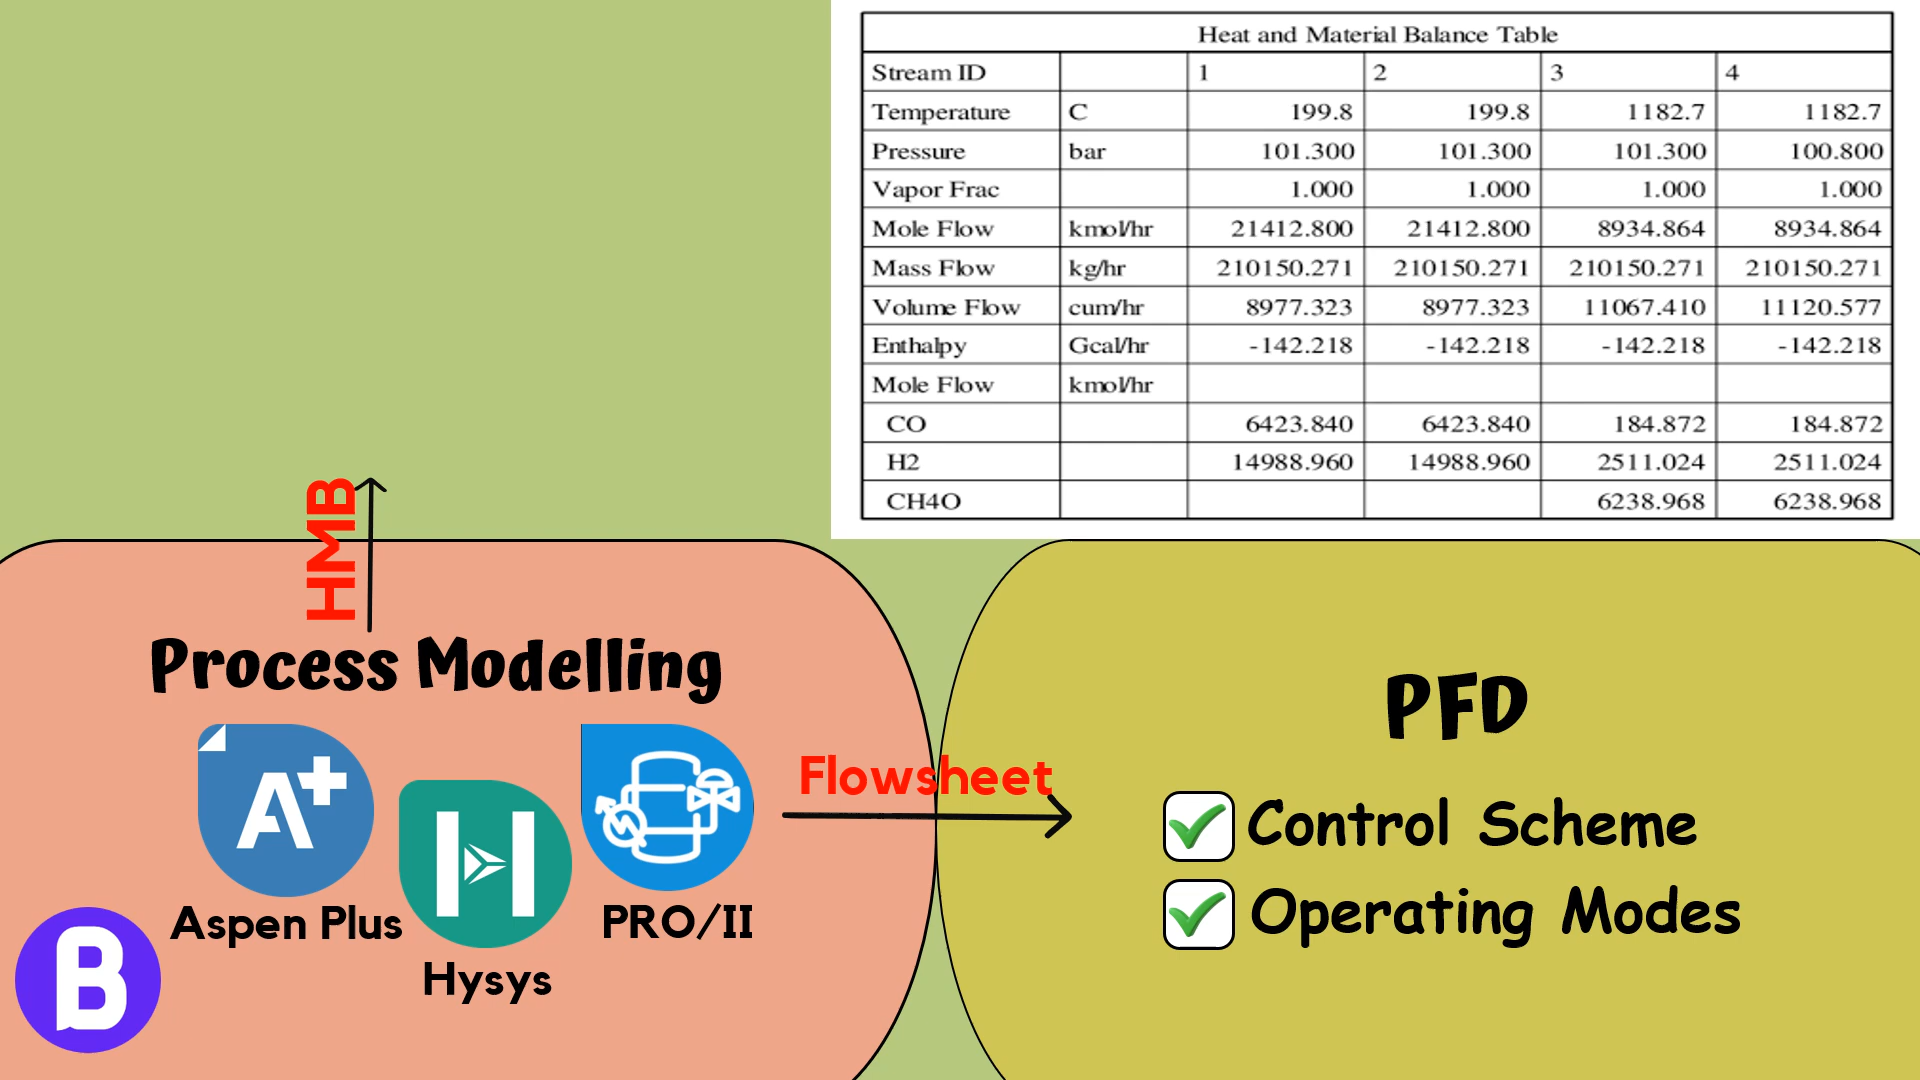 Heat and Material Balance Table
Stream ID 1 2 3 4
Temperature C 199.8 199.8 1182.7 1182.7
Pressure bar 101.300 101.300 101.300 100.800
Vapor Frac 1.000 1.000 1.000 1.000
Mole Flow kmol/hr 21412.800 21412.800 8934.864 8934.864
Mass Flow kg/hr 210150.271 210150.271 210150.271 210150.271
Volume Flow cum/hr 8977.323 8977.323 11067.410 11120.577
Enthalpy Gcal/hr -142.218 -142.218 -142.218 -142.218
Mole Flow kmol/hr
CO 6423.840 6423.840 184.872 184.872
H2 14988.960 14988.960 2511.024 2511.024
CH4O 6238.968 6238.968
HMB
Process Modelling
A+
H
Aspen Plus
Hysys
PRO/II
B
Flowsheet
PFD
Control Scheme
Operating Modes